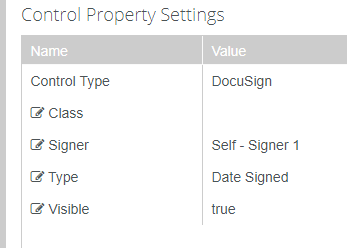 Control Property Settings
Name Value
Control Type DocuSign
Class
Signer Self - Signer 1
Type Date Signed
Visible true